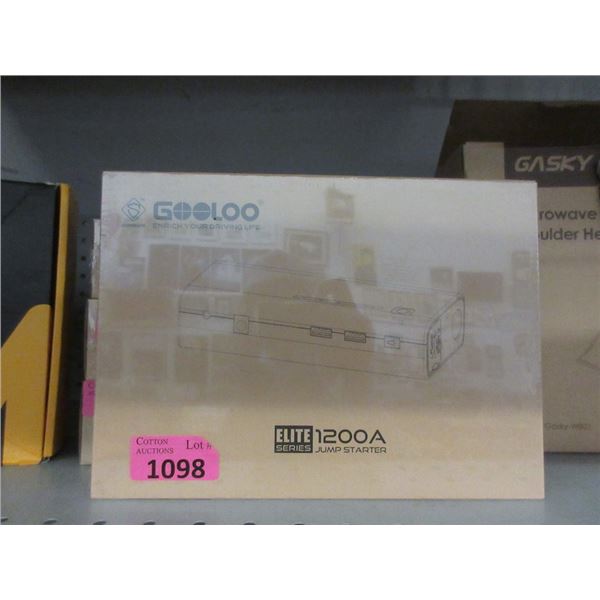 GOOLOO
ENRICH YOUR DRIVING LIFE
ELITE SERIES 1200A
JUMP STARTER
COTTON AUCTIONS
Lot #
1098
GASKY
rowave
oulder He